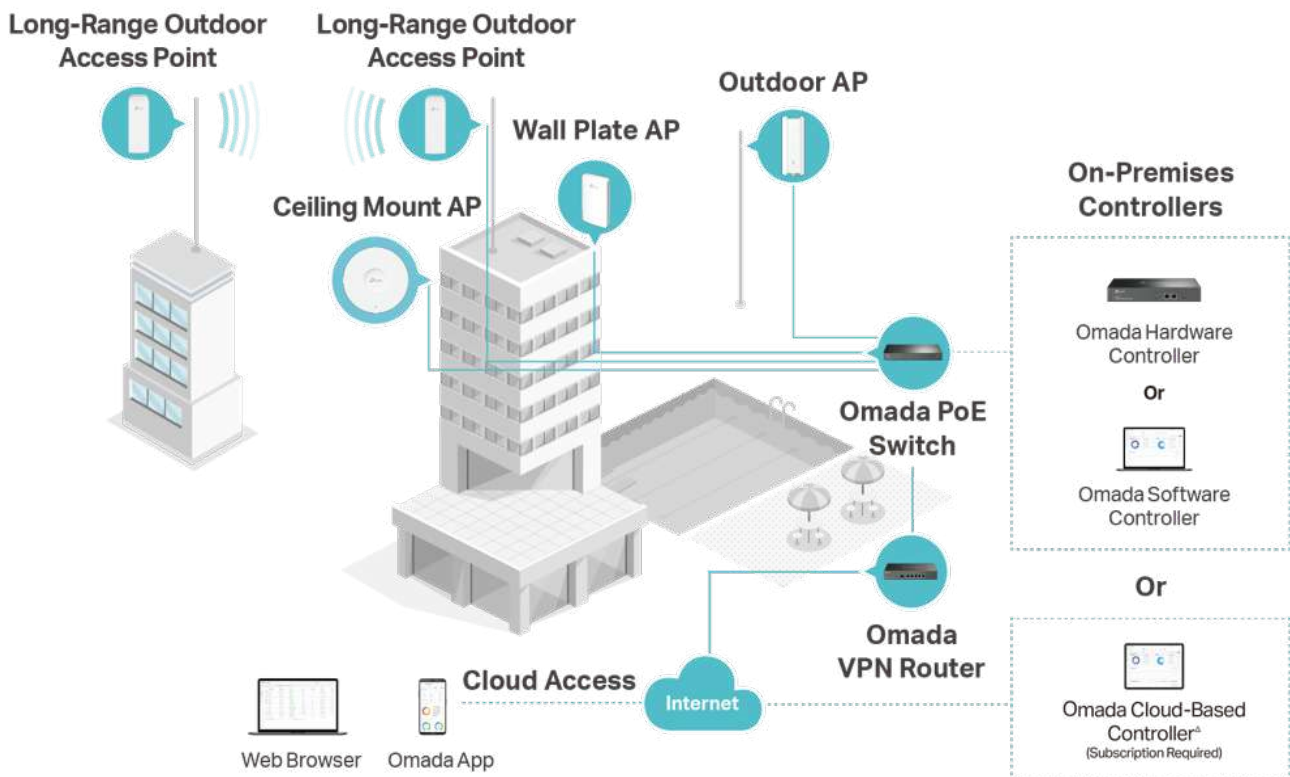 Long-Range Outdoor
Access Point
Long-Range Outdoor
Access Point
Outdoor AP
Wall Plate AP
Ceiling Mount AP
On-Premises
Controllers
Omada Hardware
Controller
Or
Omada Software
Controller
Omada PoE
Switch
Or
Omada
VPN Router
Cloud Access
Internet
Web Browser
Omada App
Omada Cloud-Based
Controller△
(Subscription Required)